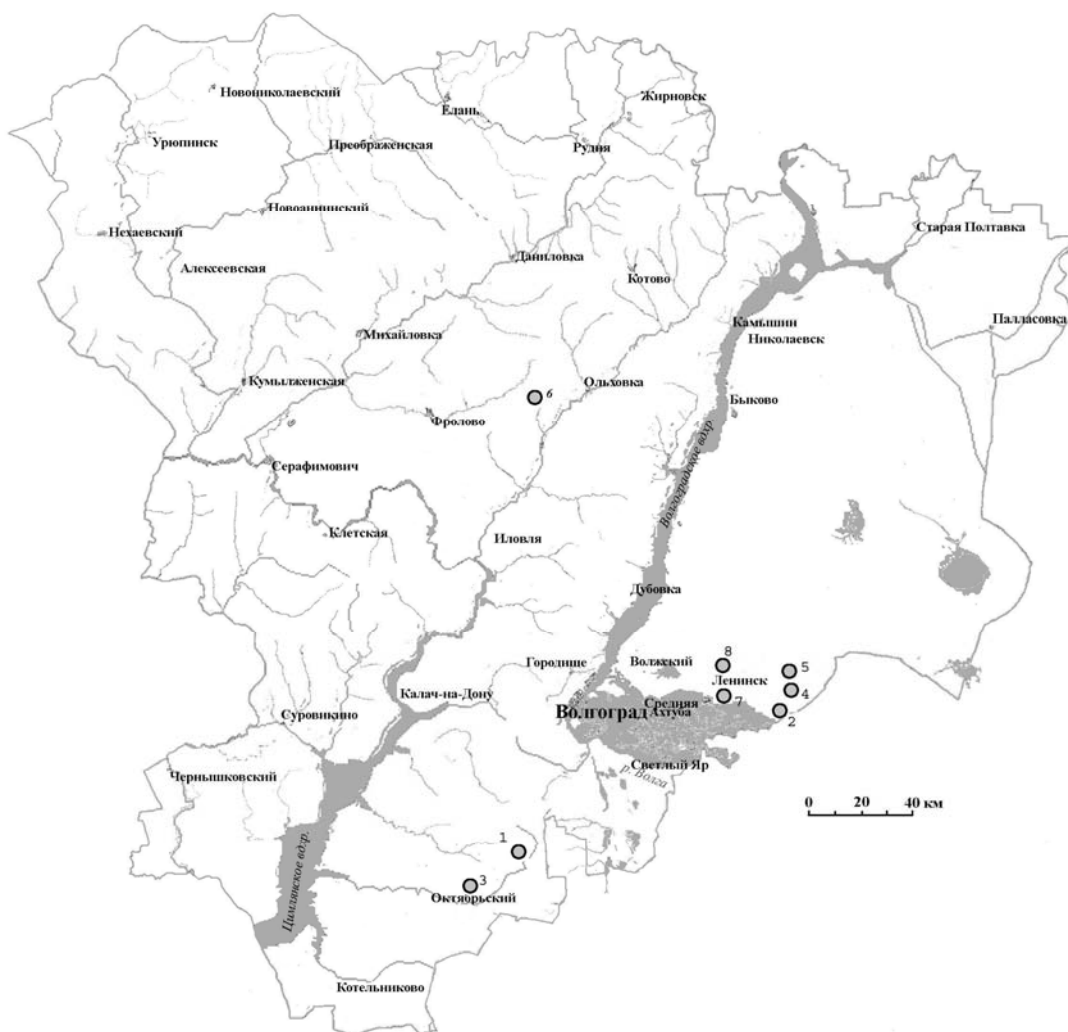 Новониколаевский
Елань
Жирновск
Урюпинск
Преображенская
Рудня
Новоаннинский
Нехаевский
Старая Полтавка
Алексеевская
Даниловка
Котово
Палласовка
Камышин
Николаевск
Михайловка
Кумылженская
Ольховка
6
Быково
Фролово
Серафимович
Волгоградское вдхр
Клетская
Иловля
Дубовка
Городище
Волжский
8
5
Ленинск
4
Калач-на-Дону
Средняя
7
Волгоград
Ахтуба
2
Суровикино
Светлый Яр
р. Волга
Чернышковский
0 20 40 км
1
3
Цимлянское вдхр.
Октябрьский
Котельниково